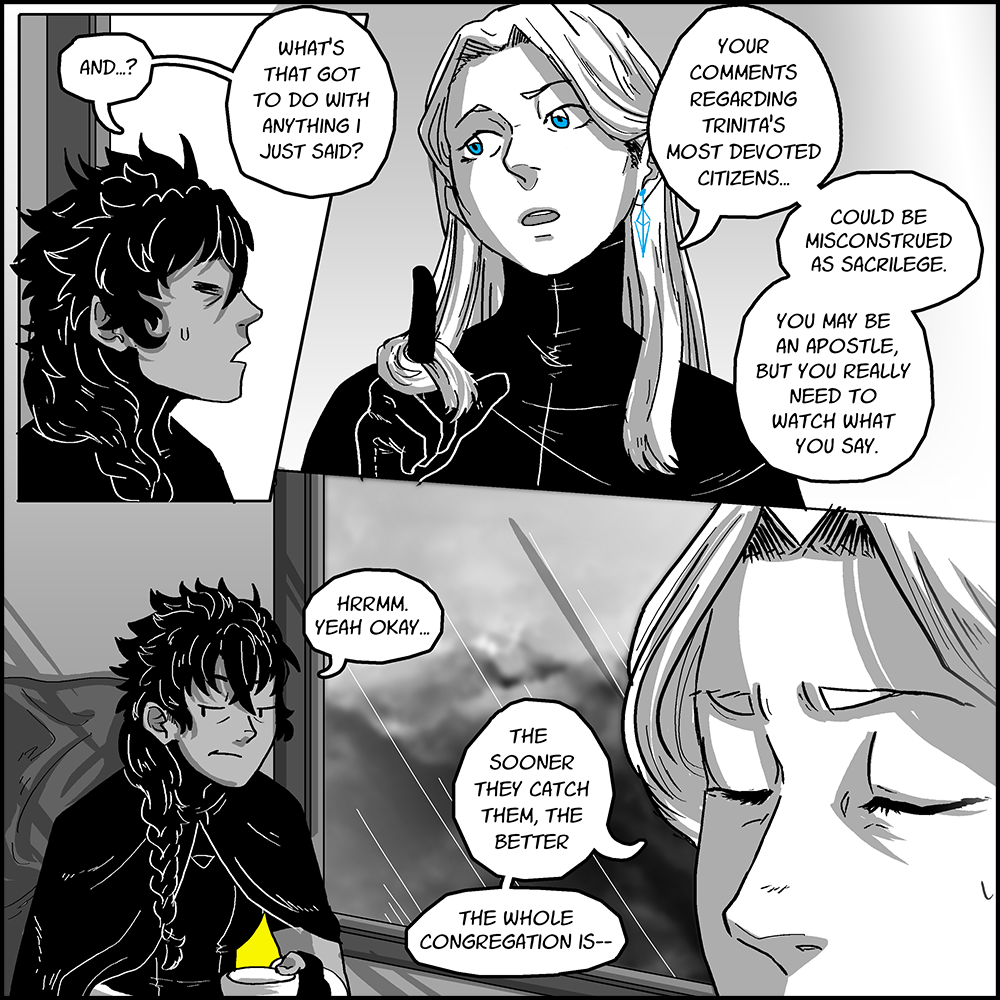 AND...?
WHAT'S
THAT GOT
TO DO WITH
ANYTHING I
JUST SAID?
YOUR
COMMENTS
REGARDING
TRINITA'S
MOST DEVOTED
CITIZENS...
COULD BE
MISCONSTRUED
AS SACRILEGE.
YOU MAY BE
AN APOSTLE,
BUT YOU REALLY
NEED TO
WATCH WHAT
YOU SAY.
HRRMM.
YEAH OKAY...
THE
SOONER
THEY CATCH
THEM, THE
BETTER
THE WHOLE
CONGREGATION IS--